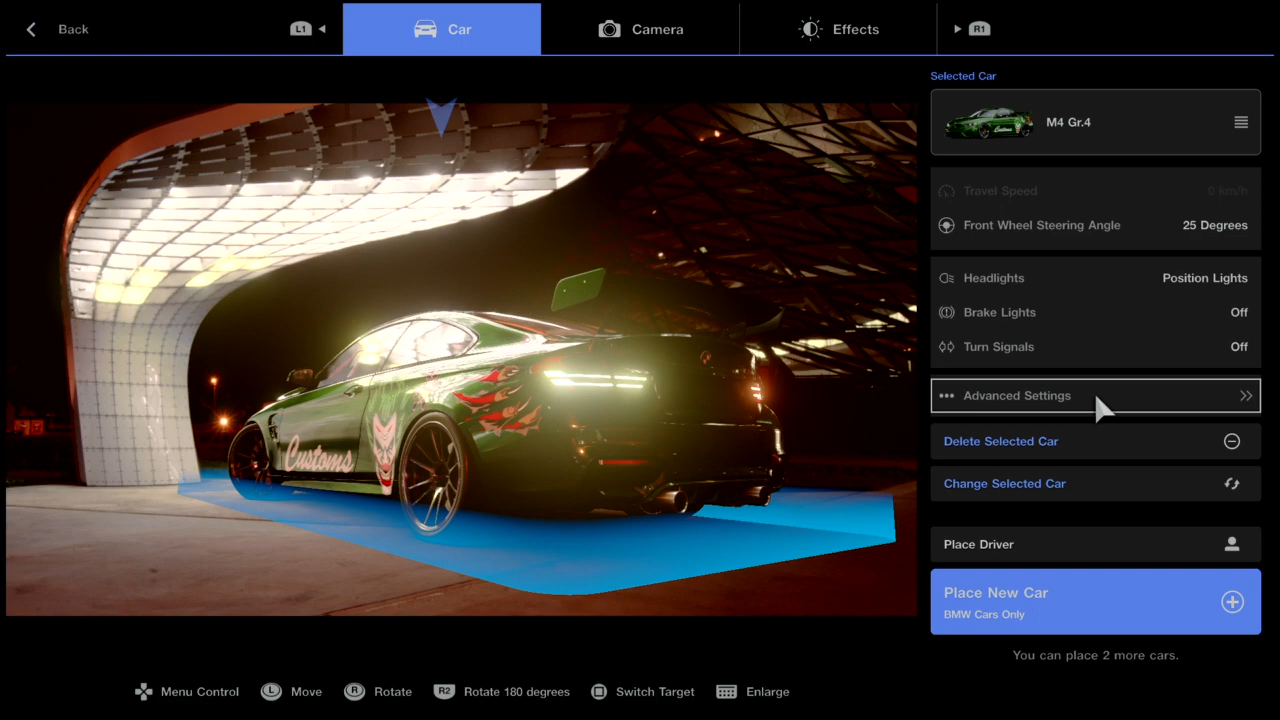 Back
L1
Car
Camera
Effects
R1
Selected Car
M4 Gr.4
Customs
Travel Speed
0 km/h
Front Wheel Steering Angle
25 Degrees
Headlights
Position Lights
Brake Lights
Off
Turn Signals
Off
Advanced Settings
Delete Selected Car
Change Selected Car
Place Driver
Place New Car
BMW Cars Only
You can place 2 more cars.
Customs
Menu Control
L Move
R Rotate
R2 Rotate 180 degrees
Switch Target
Enlarge